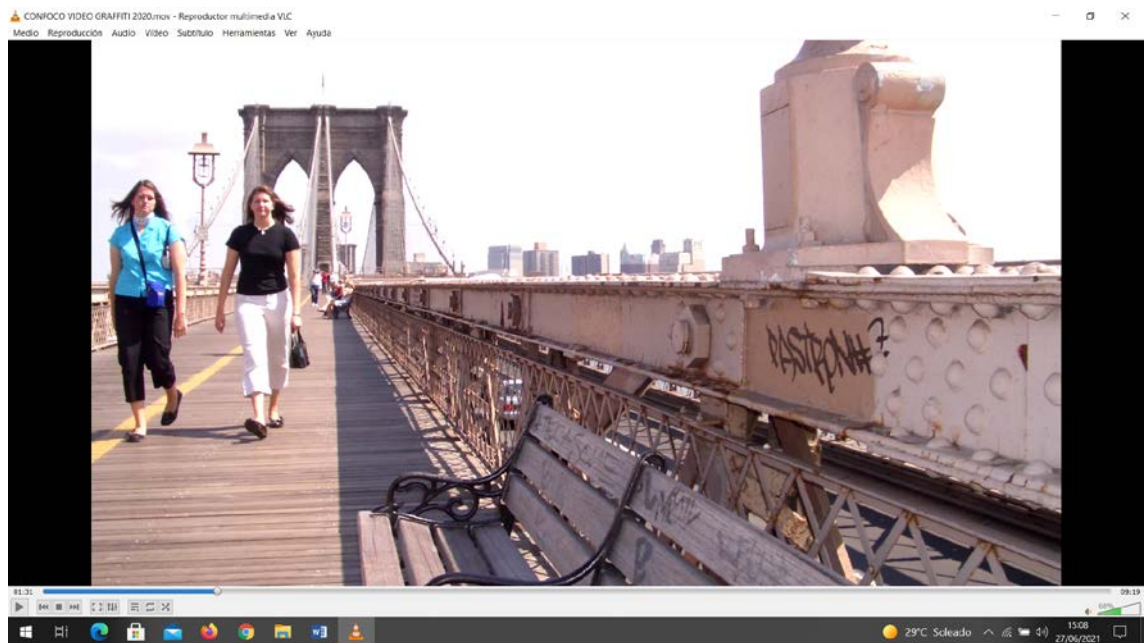 CONFOCO VIDEO GRAFFITI 2020.mov - Reproductor multimedia VLC
Medio Reproducción Audio Vídeo Subtítulo Herramientas Ver Ayuda
01:31
09:19
68%
29°C Soleado
15:08
27/06/2021